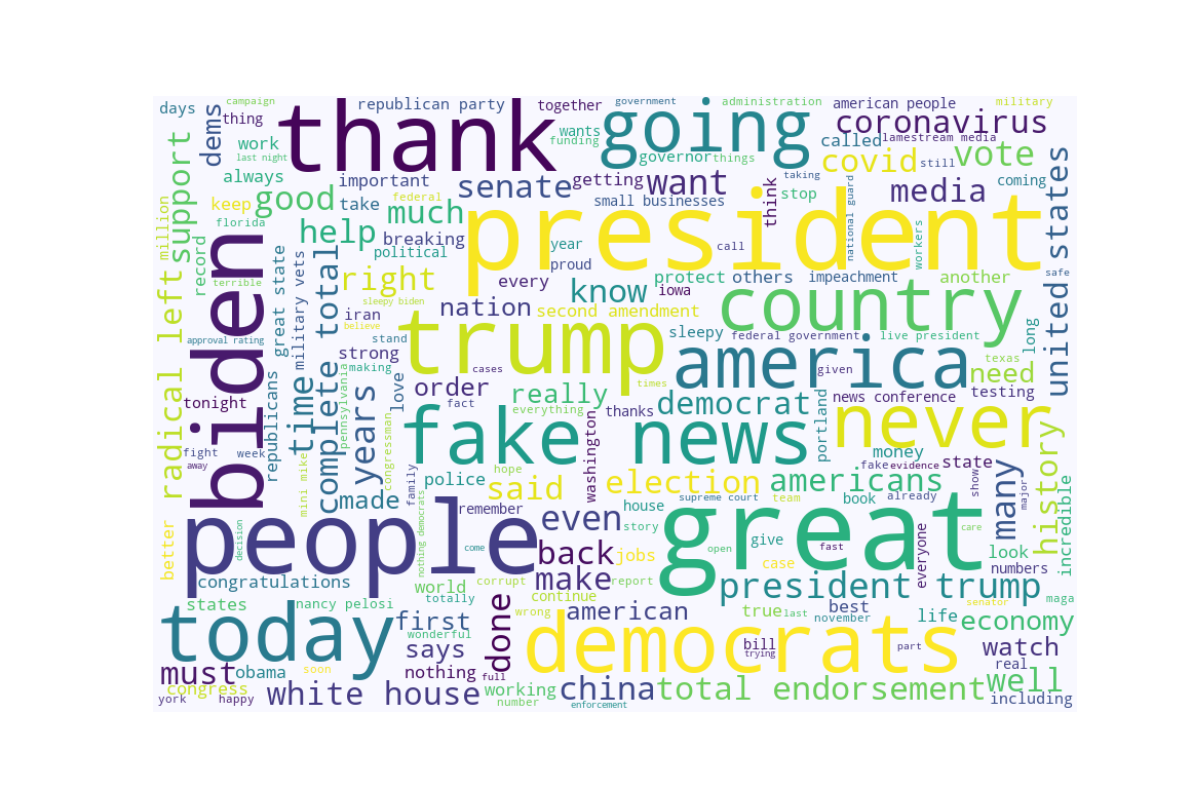 days
campaign
republican party
together
government
administration
american people
military
thing
dems
thank
wants
funding
going
called
coronavirus
lamestream media
work
last night
governor
things
covid
still
vote
support
always
important
senate
getting
want
think
taking
stop
media
coming
united states
million
keep
good
take
federal
much
small businesses
president
national guard
workers
florida
help
breaking
year
call
record
biden
political
proud
terrible
great state
military vets
complete total
right
sleepy biden
every
know
iowa
protect
others
impeachment
another
safe
radical left
iran
nation
second amendment
country
believe
trump
sleepy
federal government
live president
long
approval rating
stand
strong
making
cases
america
given
texas
need
republicans
time
pennsylvania
years
love
order
really
times
democrat
news conference
testing
tonight
fact
everything
thanks
portland
never
fight
week
congressman
fake news
washington
money
away
mini mike
family
police
said
election
americans
fake
evidence
state
show
many
major
history
incredible
made
nothing democrats
remember
house
supreme court
team
book
already
better
people
decision
even
story
great
care
come
back
open
give
fast
everyone
look
congratulations
world
corrupt
make
jobs
report
case
numbers
president trump
states
nancy pelosi
totally
continue
done
wrong
american
true
last
best
november
life
senator
maga
economy
today
first
wonderful
says
democrats
bill
trying
part
watch
real
must
obama
soon
nothing
full
congress
white house
working
china
total endorsement
well
york
happy
number
enforcement
including